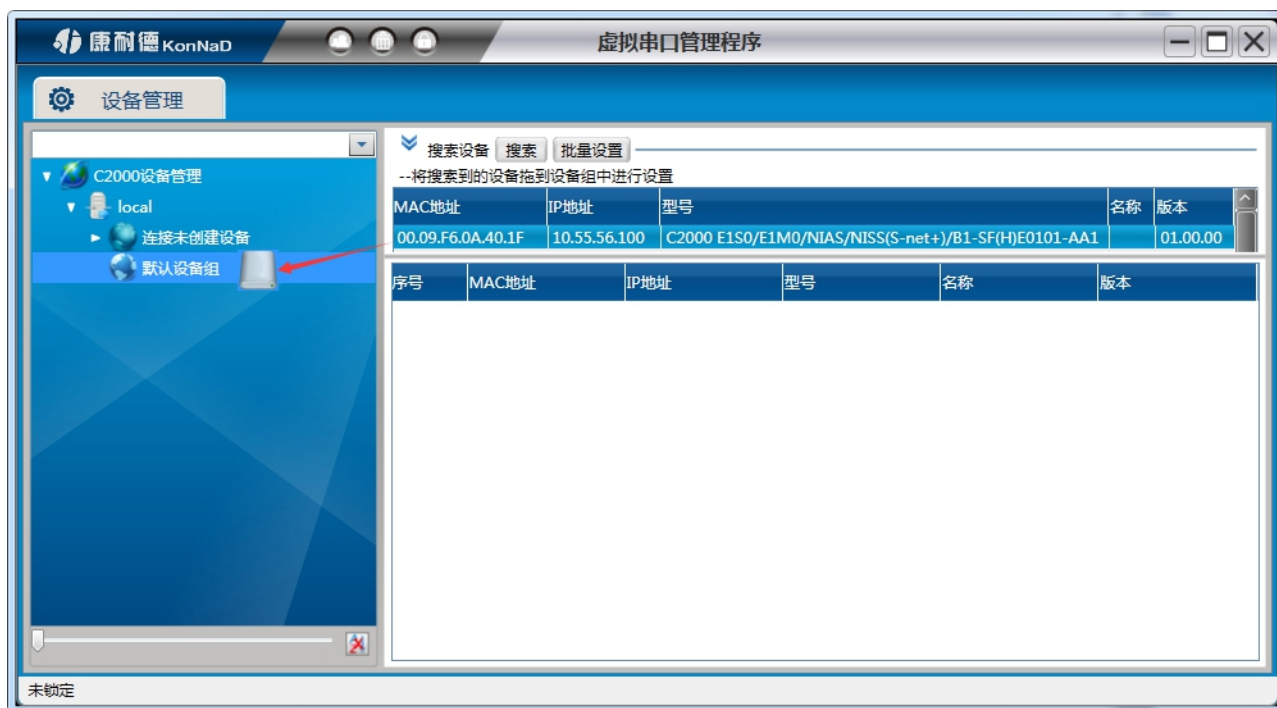 康耐德 KonNaD 虚拟串口管理程序
设备管理
搜索设备 搜索 批量设置
--将搜索到的设备拖到设备组中进行设置
C2000设备管理
local
连接未创建设备
默认设备组
MAC地址 IP地址 型号 名称 版本
00.09.F6.0A.40.1F 10.55.56.100 C2000 E1S0/E1M0/NIAS/NISS(S-net+)/B1-SF(H)E0101-AA1 01.00.00
序号 MAC地址 IP地址 型号 名称 版本
未锁定